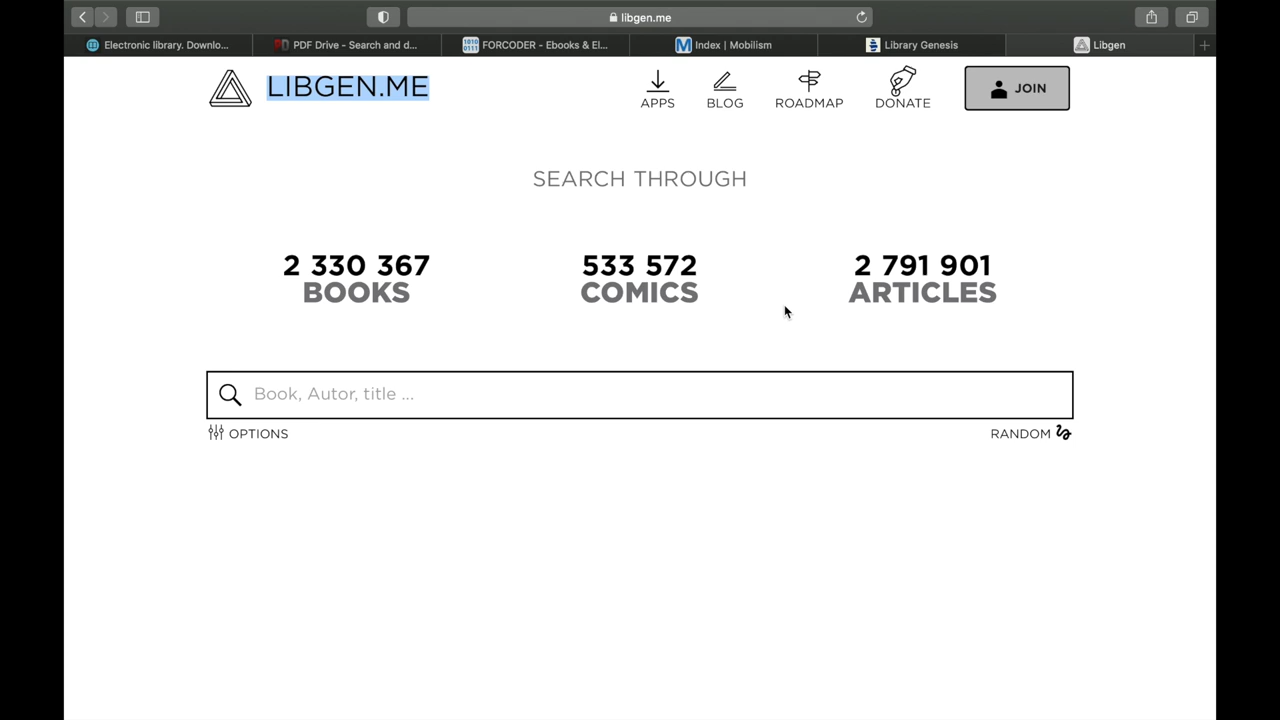 libgen.me
Electronic library. Downlo...
PDF Drive - Search and d...
1010
0111
FORCODER - Ebooks & El...
M
Index | Mobilism
Library Genesis
Libgen
LIBGEN.ME
APPS
BLOG
ROADMAP
DONATE
JOIN
SEARCH THROUGH
2 330 367
BOOKS
533 572
COMICS
2 791 901
ARTICLES
Book, Autor, title ...
OPTIONS
RANDOM